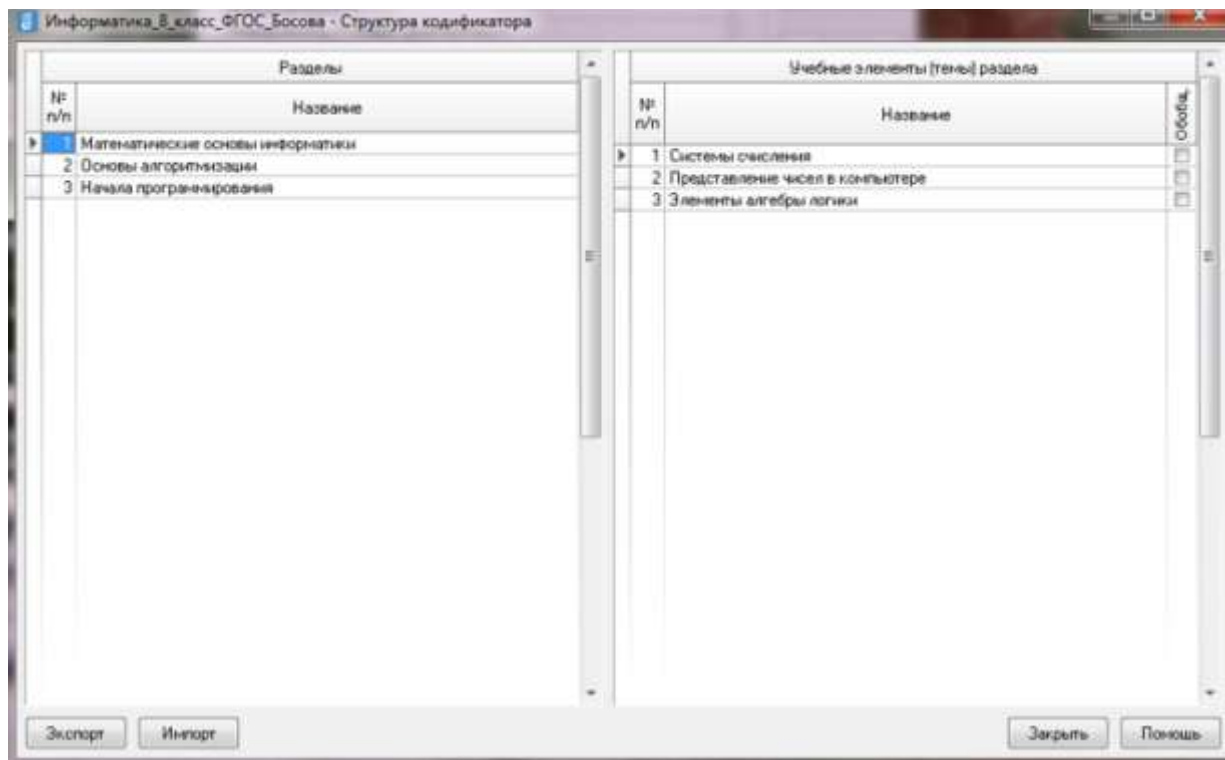 Информатика_8_класс_ФГОС_Босова - Структура кодификатора
Разделы
№ п/п Название
1 Математические основы информатики
2 Основы алгоритмизации
3 Начала программирования
Учебные элементы (темы) раздела
№ п/п Название Обобщ.
1 Системы счисления
2 Представление чисел в компьютере
3 Элементы алгебры логики
Экспорт Импорт Закрыть Помощь